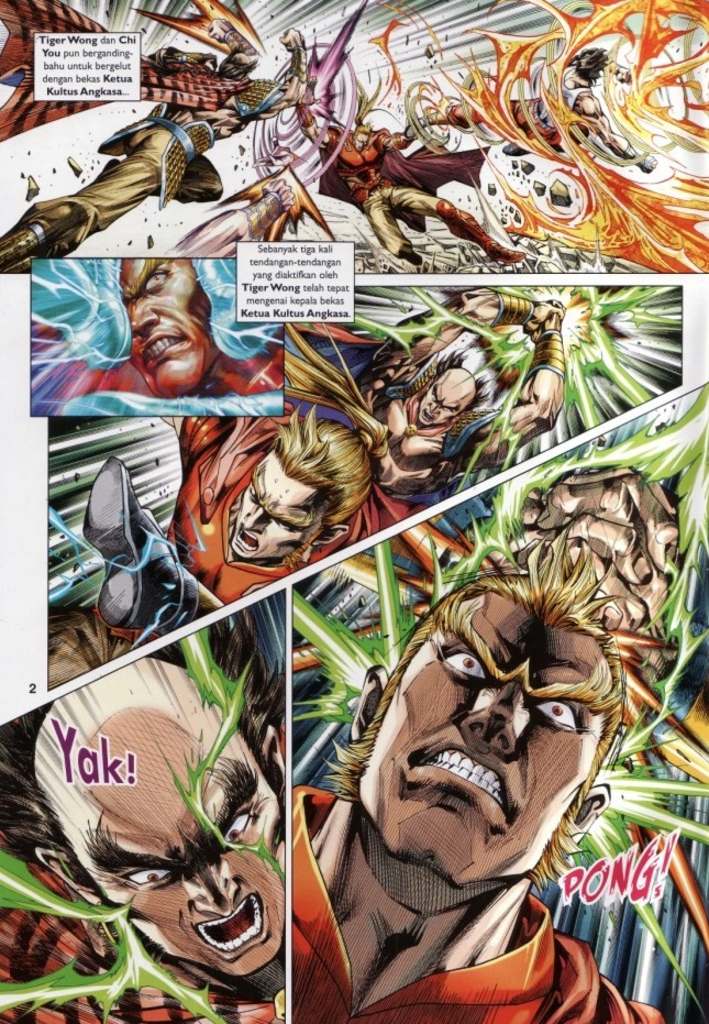 Tiger Wong dan Chi
You pun berganding-
bahu untuk bergelut
dengan bekas Ketua
Kultus Angkasa...
Sebanyak tiga kali
tendangan-tendangan
yang diaktifkan oleh
Tiger Wong telah tepat
mengenai kepala bekas
Ketua Kultus Angkasa.
2
Yak!
PONG!
S